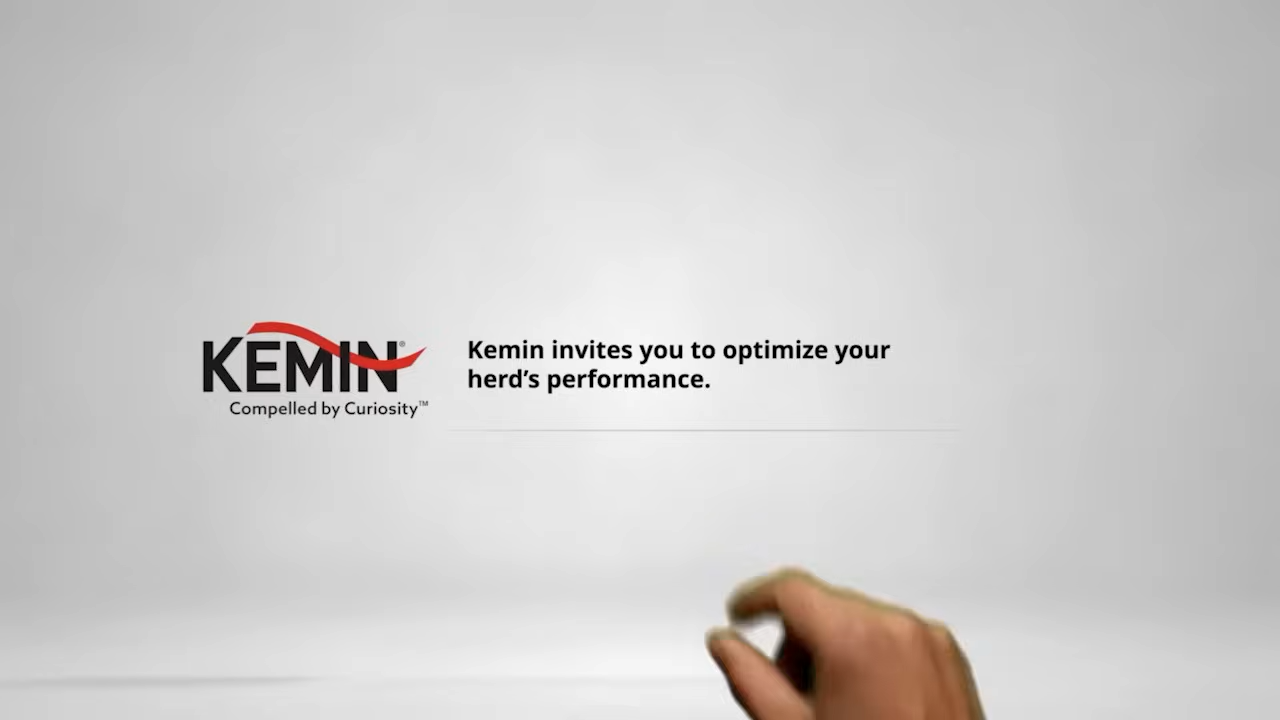 KEMIN®
Compelled by Curiosity™
Kemin invites you to optimize your
herd’s performance.